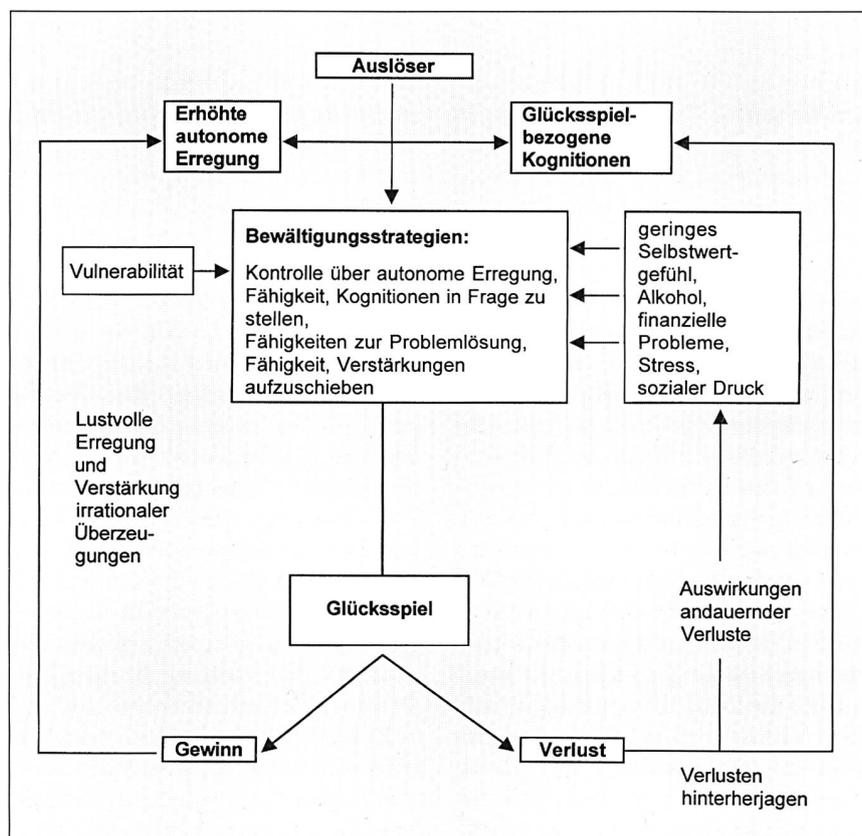 Auslöser
Erhöhte
autonome
Erregung
Glücksspiel-
bezogene
Kognitionen
Vulnerabilität
Bewältigungsstrategien:
Kontrolle über autonome Erregung,
Fähigkeit, Kognitionen in Frage zu
stellen,
Fähigkeiten zur Problemlösung,
Fähigkeit, Verstärkungen
aufzuschieben
geringes
Selbstwert-
gefühl,
Alkohol,
finanzielle
Probleme,
Stress,
sozialer Druck
Lustvolle
Erregung
und
Verstärkung
irrationaler
Überzeu-
gungen
Glücksspiel
Auswirkungen
andauernder
Verluste
Gewinn
Verlust
Verlusten
hinterherjagen